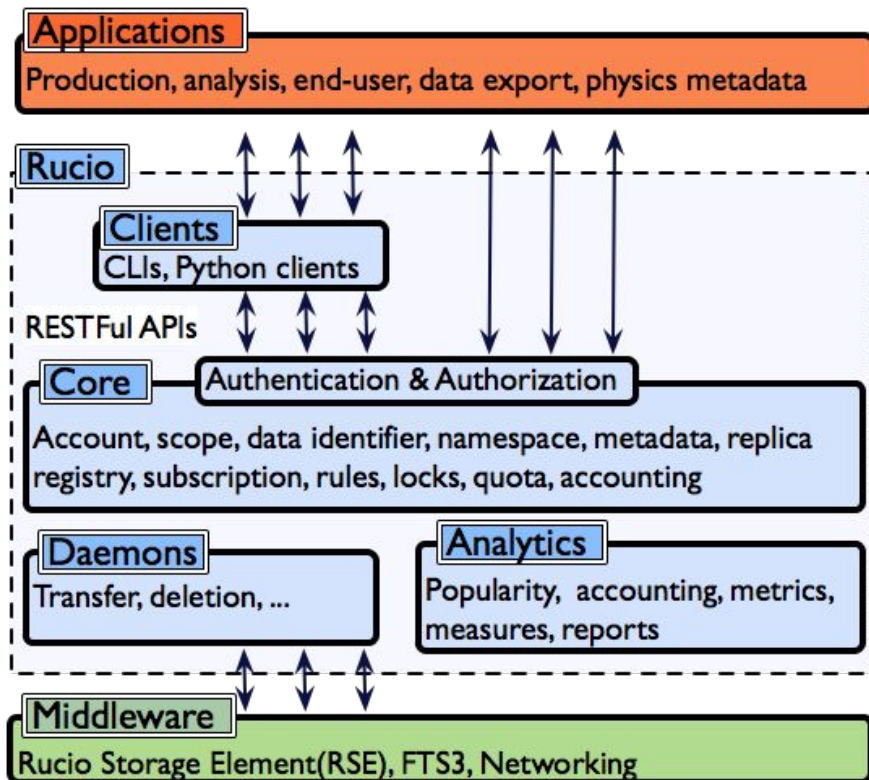 Applications
Production, analysis, end-user, data export, physics metadata
Rucio
Clients
CLIs, Python clients
RESTFul APIs
Authentication & Authorization
Core
Account, scope, data identifier, namespace, metadata, replica
registry, subscription, rules, locks, quota, accounting
Daemons
Transfer, deletion, ...
Analytics
Popularity, accounting, metrics,
measures, reports
Middleware
Rucio Storage Element(RSE), FTS3, Networking